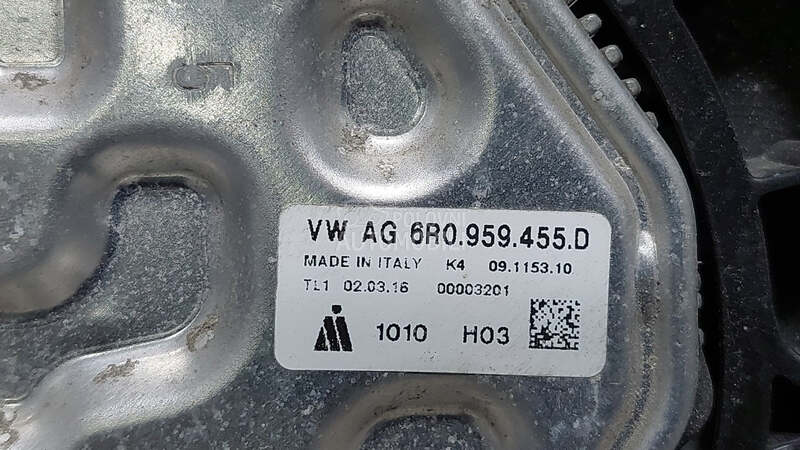 VW AG 6R0.959.455.D
MADE IN ITALY K4 09.1153.10
TL1 02.03.16 00003201
1010 H03